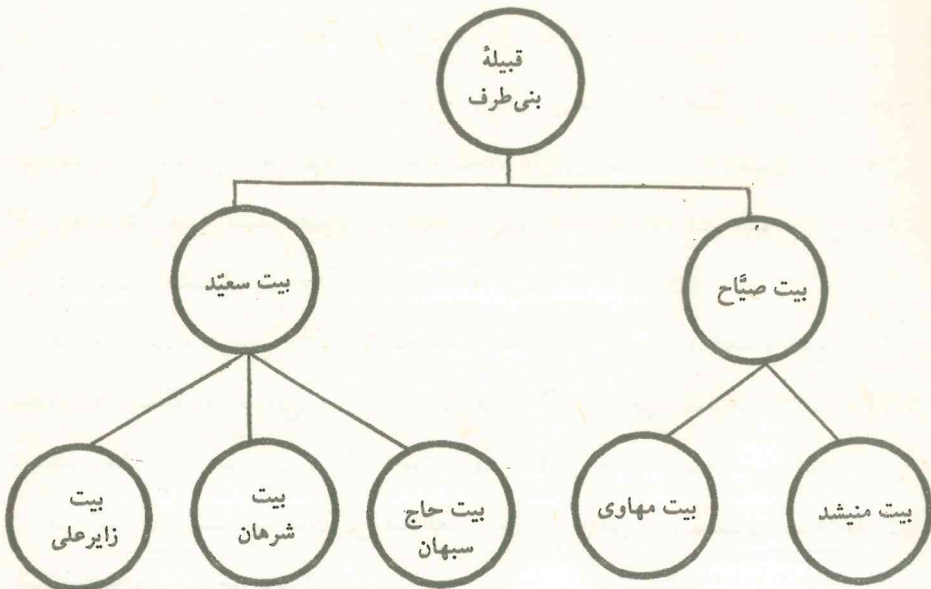 قبیلهٔ
بنی‌طرف
بیت صیَّاح
بیت سعیّد
بیت منیشد
بیت مهاوی
بیت حاج
سبهان
بیت
شرهان
بیت
زایرعلی